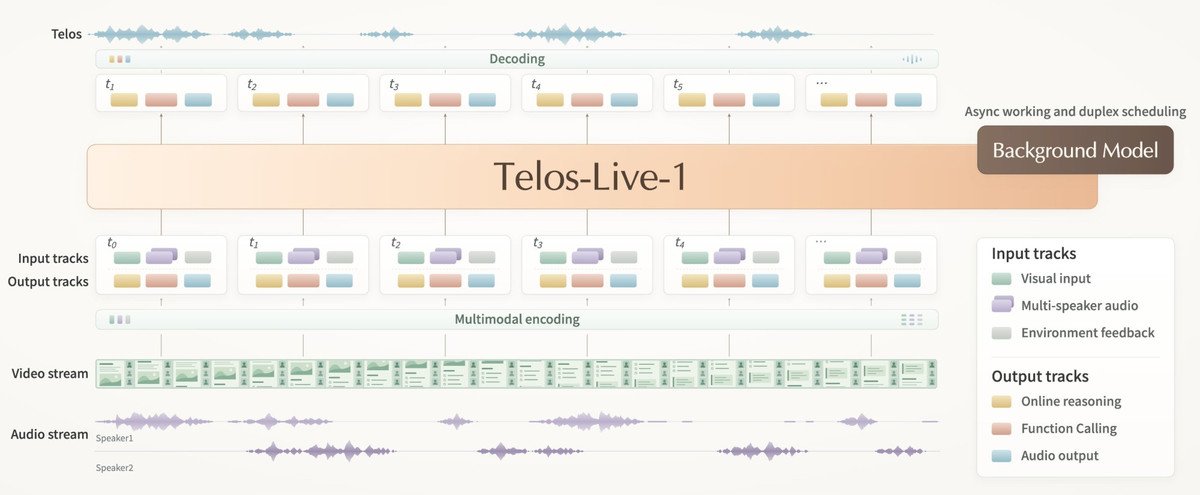 Telos
Decoding
t1
t2
t3
t4
t5
...
Async working and duplex scheduling
Background Model
Telos-Live-1
t0
t1
t2
t3
t4
...
Input tracks
Output tracks
Multimodal encoding
Video stream
Audio stream
Speaker1
Speaker2
Input tracks
Visual input
Multi-speaker audio
Environment feedback
Output tracks
Online reasoning
Function Calling
Audio output